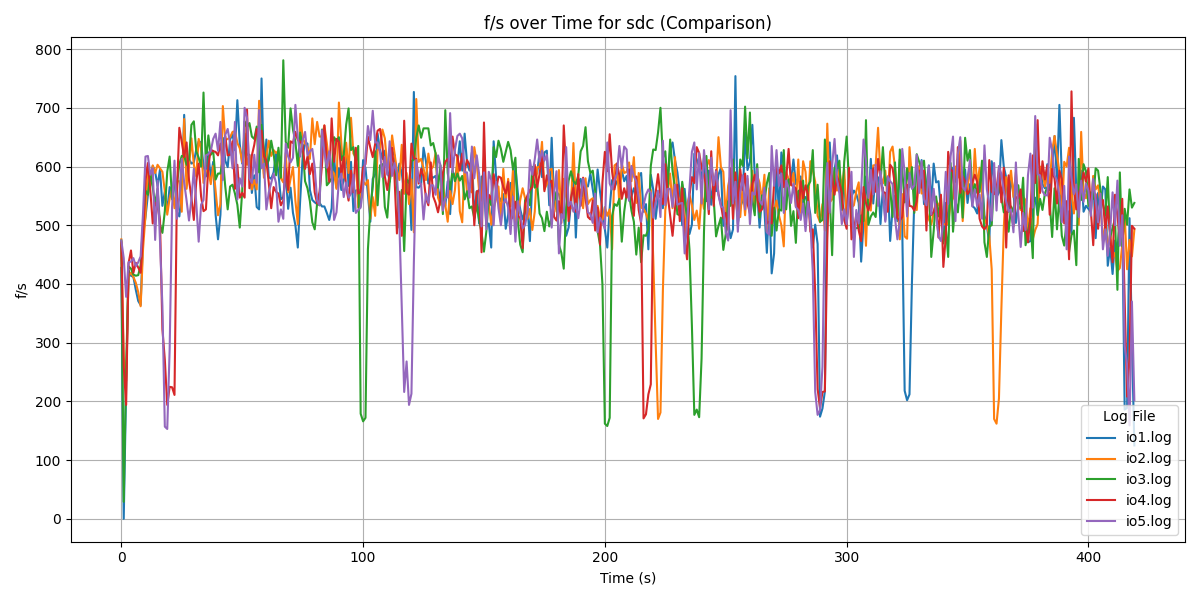 f/s over Time for sdc (Comparison)
800
700
600
500
400
300
200
100
0
f/s
0 100 200 300 400
Time (s)
Log File
io1.log
io2.log
io3.log
io4.log
io5.log